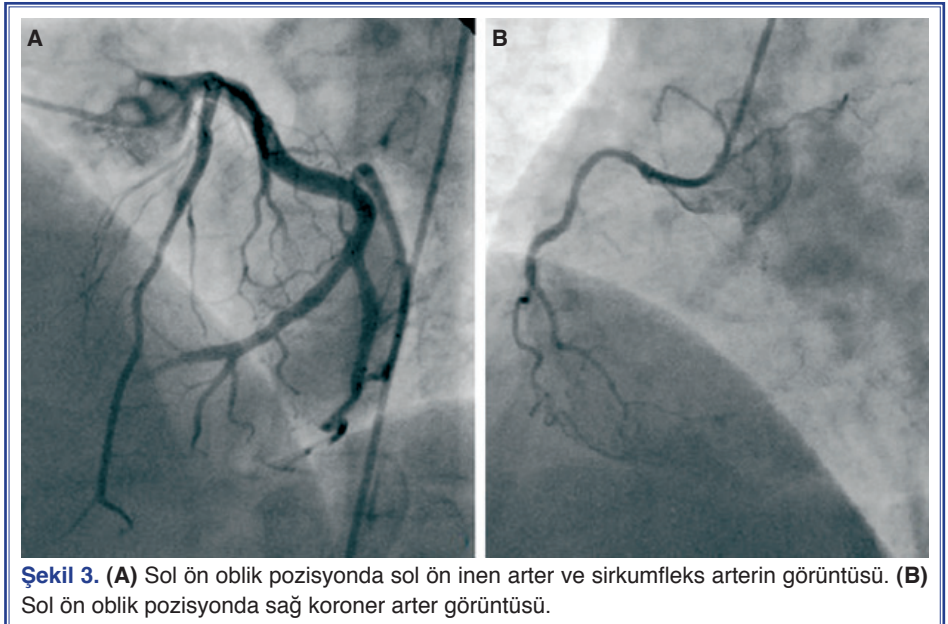 A
B
Şekil 3. (A) Sol ön oblik pozisyonda sol ön inen arter ve sirkumfleks arterin görüntüsü. (B)
Sol ön oblik pozisyonda sağ koroner arter görüntüsü.